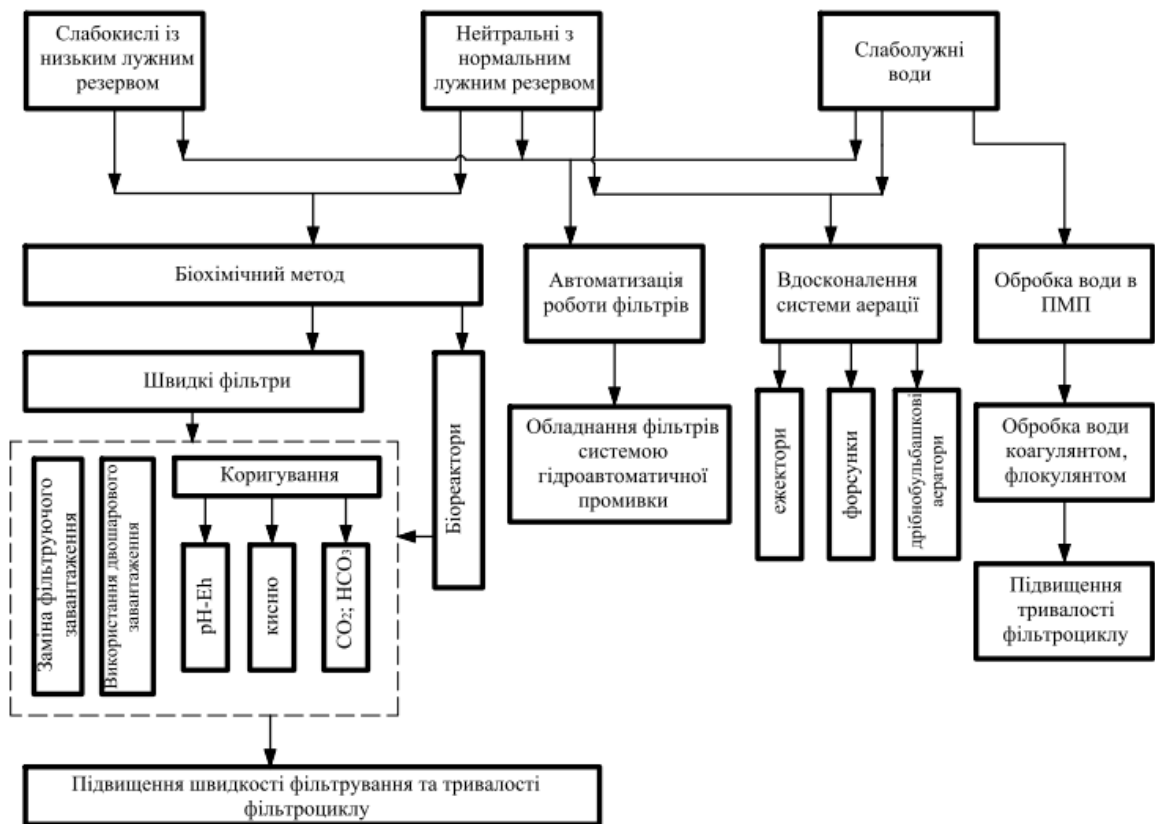 Слабокислі із
низьким лужним
резервом
Нейтральні з
нормальним
лужним резервом
Слаболужні
води
Біохімічний метод
Автоматизація
роботи фільтрів
Вдосконалення
системи аерації
Обробка води в
ПМП
Швидкі фільтри
Біореактори
Обладнання фільтрів
системою
гідроавтоматичної
промивки
ежектори
форсунки
дрібнобульбашкові
аератори
Обробка води
коагулянтом,
флокулянтом
Заміна фільтруючого
завантаження
Використання двошарового
завантаження
Коригування
pH-Eh
кисню
CO₂; HCO₃
Підвищення
тривалості
фільтроциклу
Підвищення швидкості фільтрування та тривалості
фільтроциклу